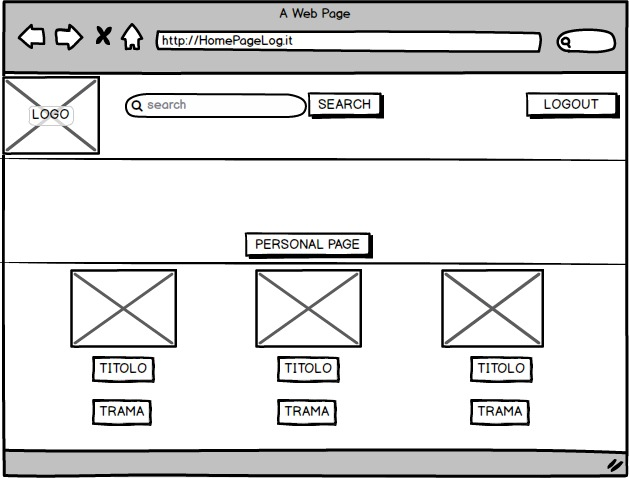 A Web Page
http://HomePageLog.it
LOGO
search
SEARCH
LOGOUT
PERSONAL PAGE
TITOLO
TITOLO
TITOLO
TRAMA
TRAMA
TRAMA